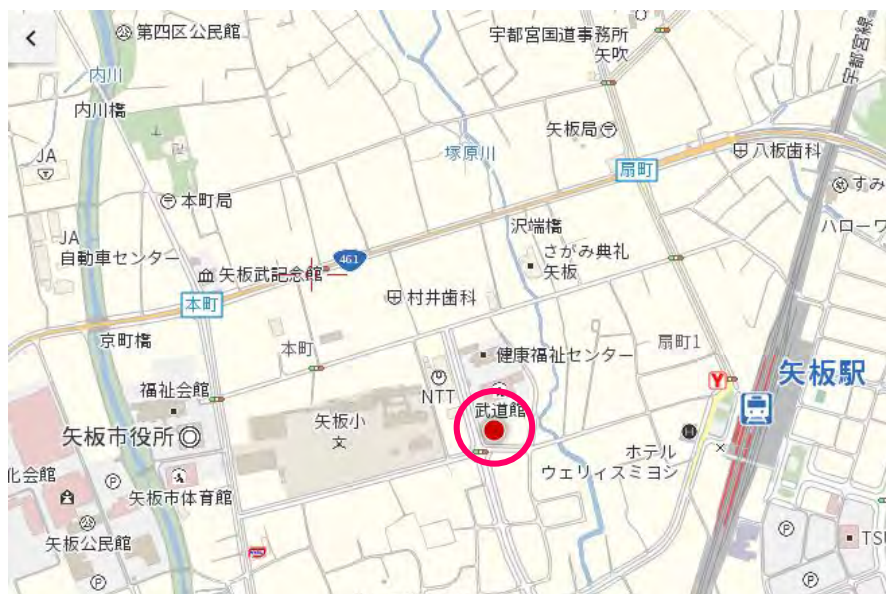 第四区公民館
宇都宮国道事務所
矢吹
宇都宮線
内川
内川橋
矢板局
塚原川
八板歯科
JA
扇町
すみ
本町局
沢端橋
ハローワ
JA
自動車センター
さがみ典礼
矢板
461
矢板武記念館
村井歯科
本町
京町橋
本町
扇町1
健康福祉センター
Y
矢板駅
福祉会館
NTT
武道館
矢板小
文
矢板市役所
ホテル
ウェリィスミヨシ
化会館
P
矢板市体育館
矢板公民館
P
TSU
P
P